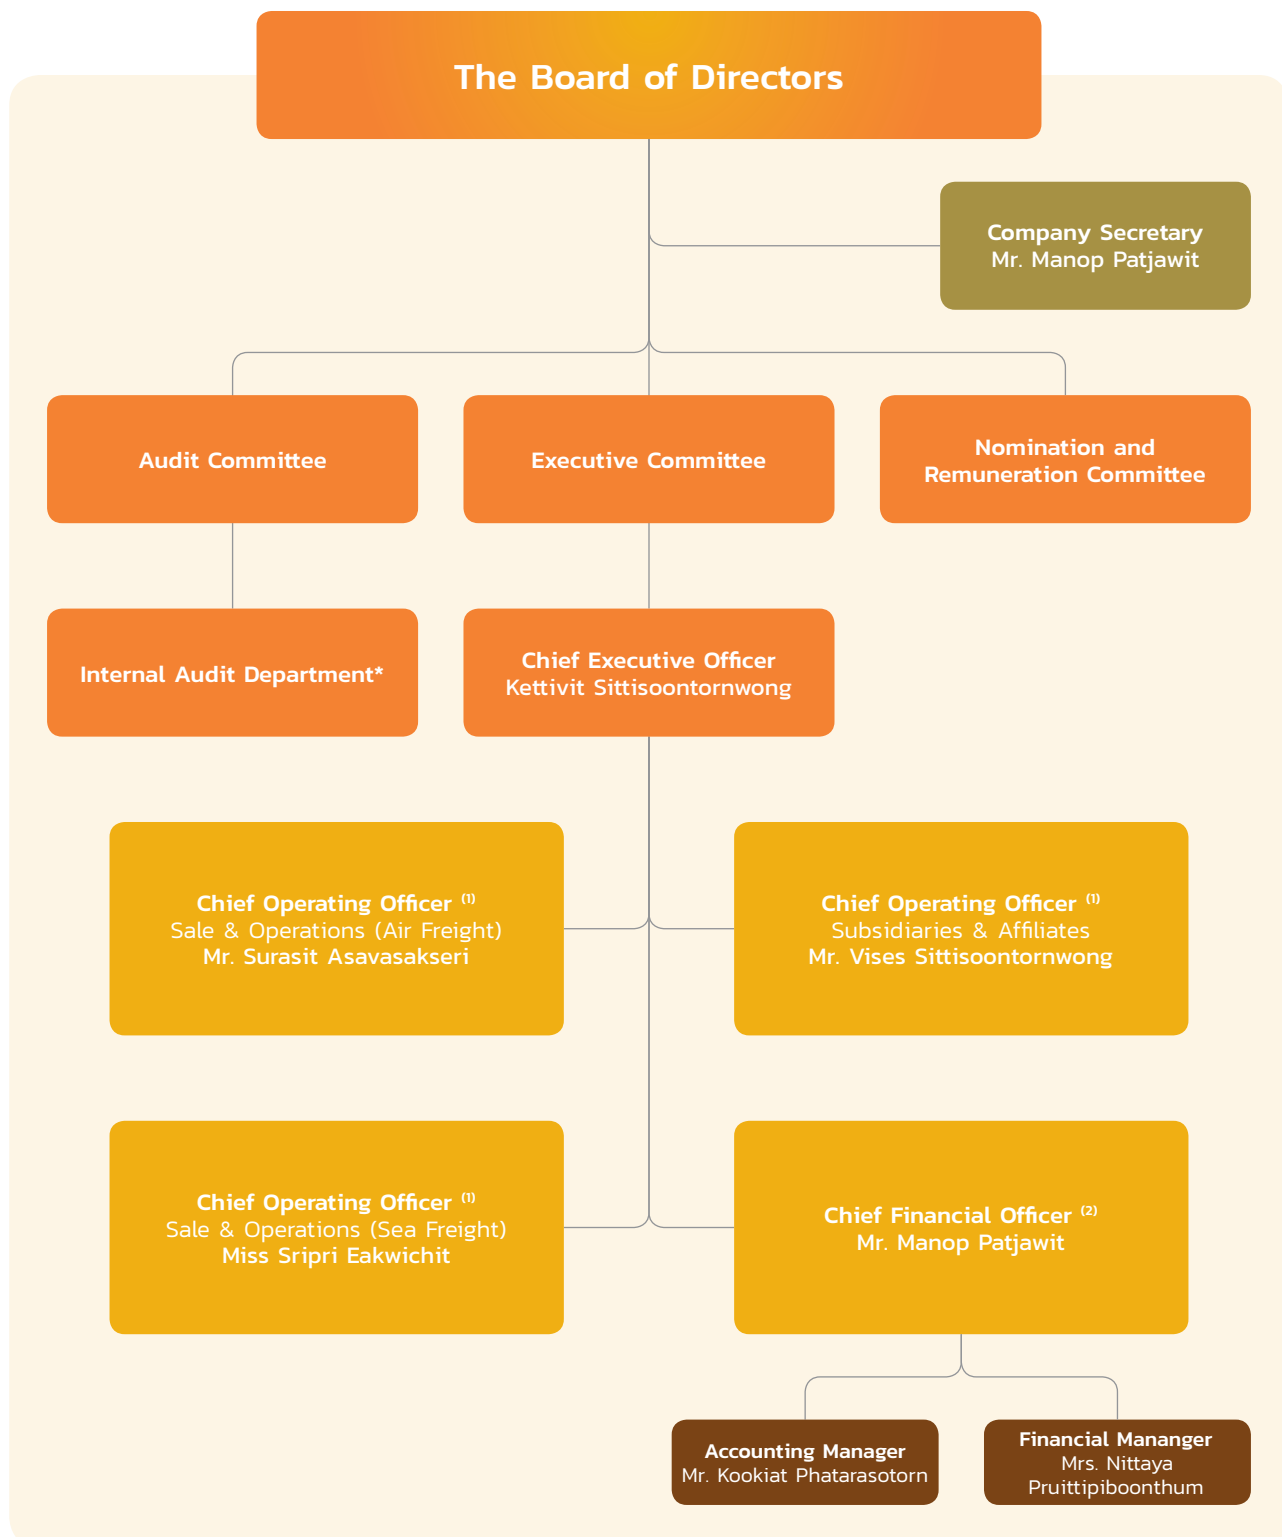 The Board of Directors
Company Secretary
Mr. Manop Patjawit
Audit Committee
Executive Committee
Nomination and
Remuneration Committee
Internal Audit Department*
Chief Executive Officer
Kettivit Sittisoontornwong
Chief Operating Officer (1)
Sale & Operations (Air Freight)
Mr. Surasit Asavasakseri
Chief Operating Officer (1)
Subsidiaries & Affiliates
Mr. Vises Sittisoontornwong
Chief Operating Officer (1)
Sale & Operations (Sea Freight)
Miss Sripri Eakwichit
Chief Financial Officer (2)
Mr. Manop Patjawit
Accounting Manager
Mr. Kookiat Phatarasotorn
Financial Mananger
Mrs. Nittaya
Pruittipiboonthum